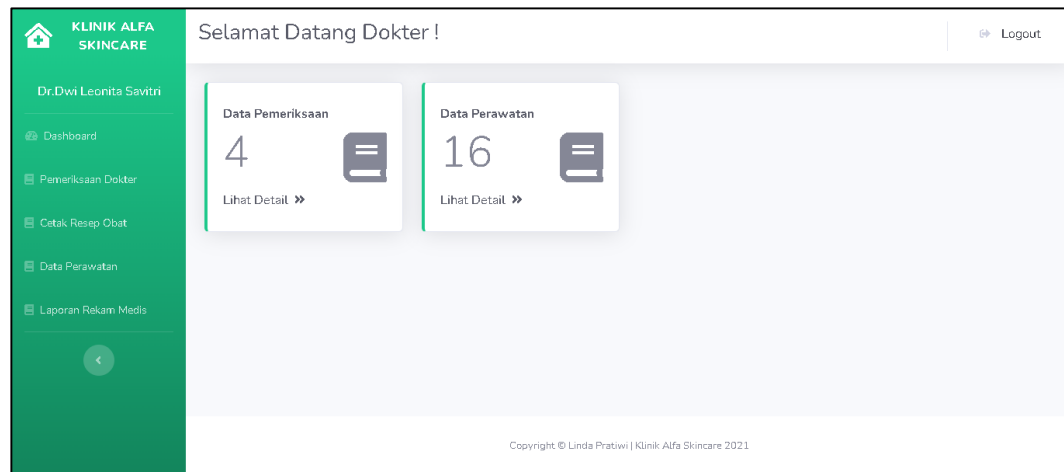 KLINIK ALFA
SKINCARE
Selamat Datang Dokter !
Logout
Dr.Dwi Leonita Savitri
Dashboard
Pemeriksaan Dokter
Cetak Resep Obat
Data Perawatan
Laporan Rekam Medis
Data Pemeriksaan
4
Lihat Detail
Data Perawatan
16
Lihat Detail
Copyright © Linda Pratiwi | Klinik Alfa Skincare 2021